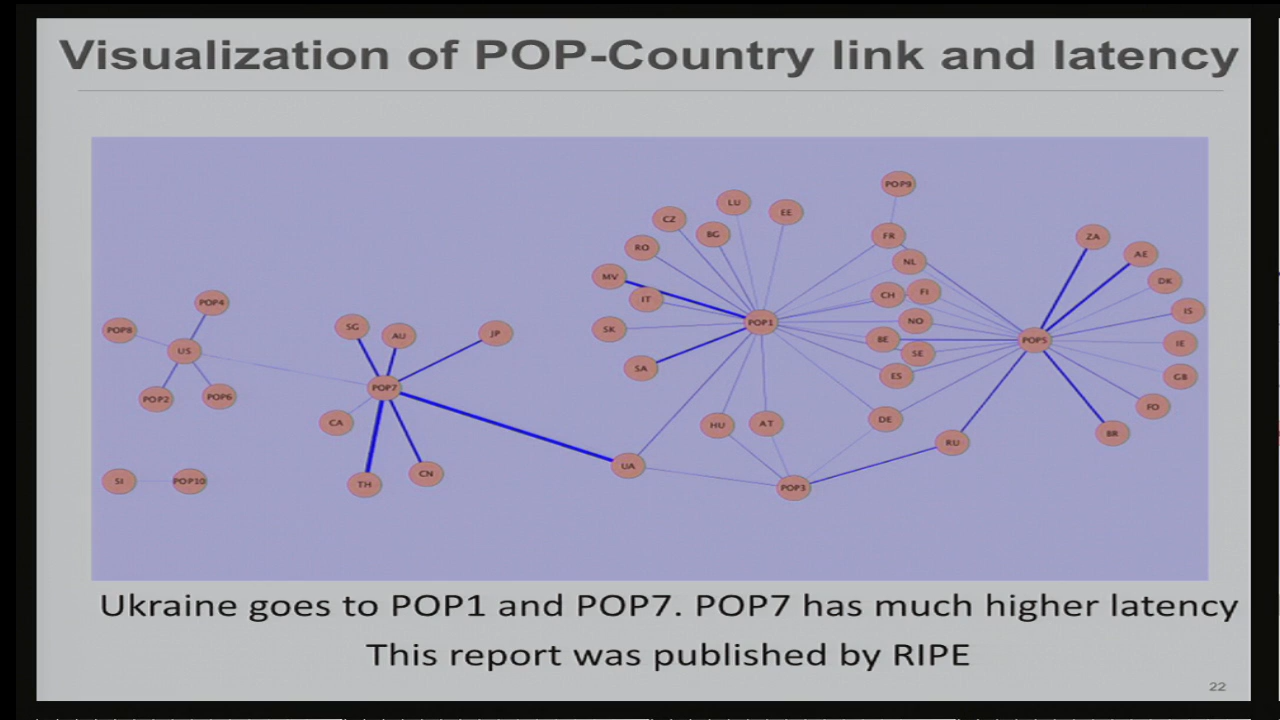 Visualization of POP-Country link and latency
POP9
LU
EE
CZ
BG
RO
FR
ZA
NL
AE
MV
DK
IT
CH
FI
POP4
IS
POP8
SG
AU
JP
SK
POP1
NO
BE
POP5
IE
US
SE
SA
ES
GB
POP7
POP2
POP6
FO
CA
HU
AT
DE
BR
RU
UA
SI
POP10
TH
CN
POP3
Ukraine goes to POP1 and POP7. POP7 has much higher latency
This report was published by RIPE
22